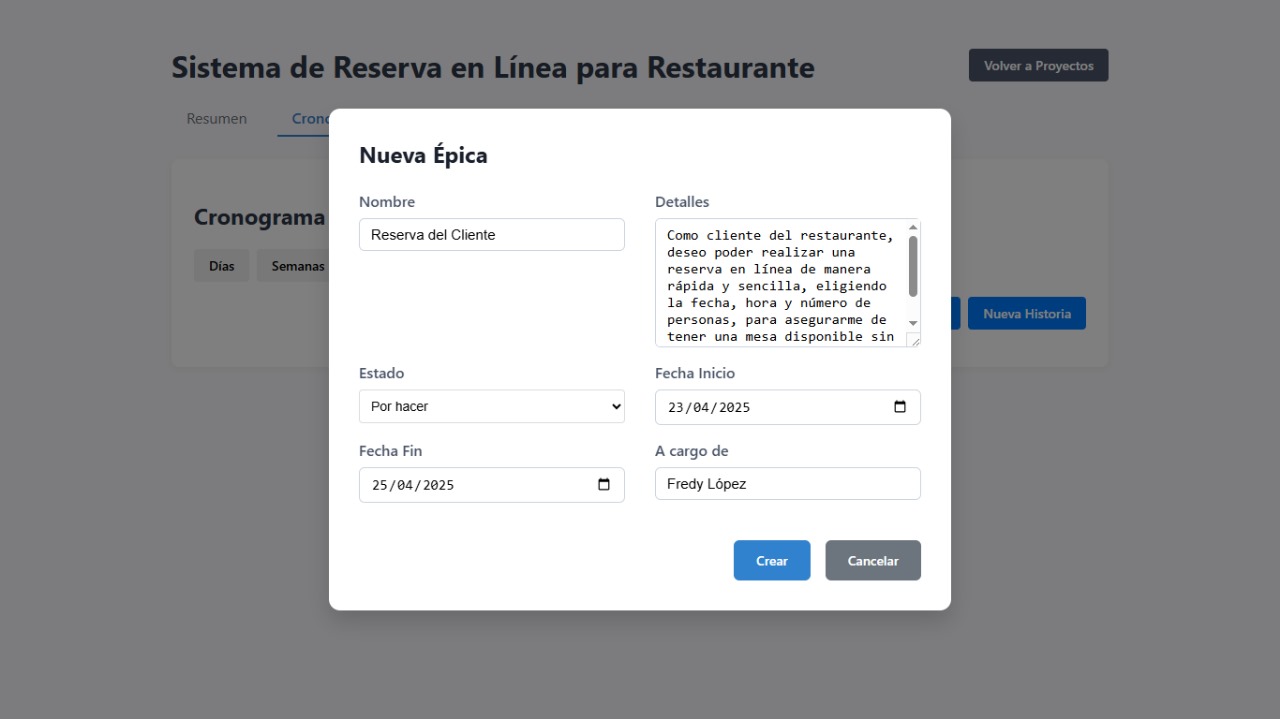 Sistema de Reserva en Línea para Restaurante
Volver a Proyectos
Resumen
Crono
Cronograma
Días
Semanas
Nueva Historia
Nueva Épica
Nombre
Reserva del Cliente
Detalles
Como cliente del restaurante,
deseo poder realizar una
reserva en línea de manera
rápida y sencilla, eligiendo
la fecha, hora y número de
personas, para asegurarme de
tener una mesa disponible sin
Estado
Por hacer
Fecha Inicio
23/04/2025
Fecha Fin
25/04/2025
A cargo de
Fredy López
Crear
Cancelar